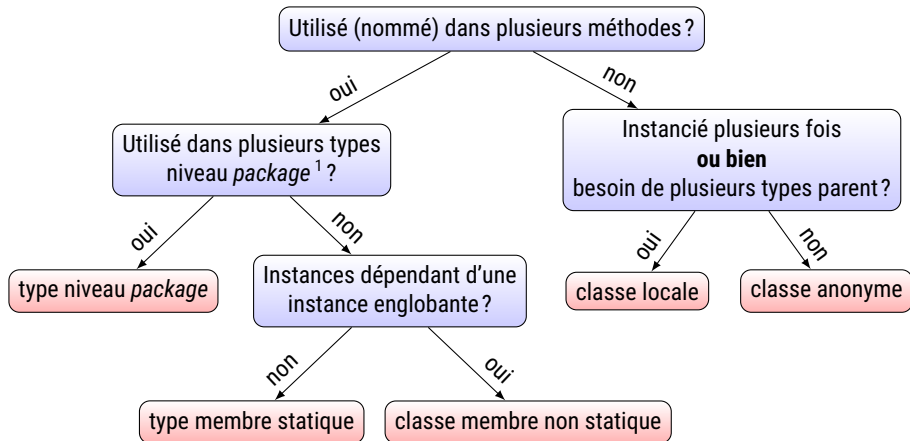 Utilisé (nommé) dans plusieurs méthodes ?
oui
non
Utilisé dans plusieurs types
niveau package 1 ?
Instancié plusieurs fois
ou bien
besoin de plusieurs types parent ?
oui
non
oui
non
type niveau package
Instances dépendant d'une
instance englobante ?
classe locale
classe anonyme
non
oui
type membre statique
classe membre non statique